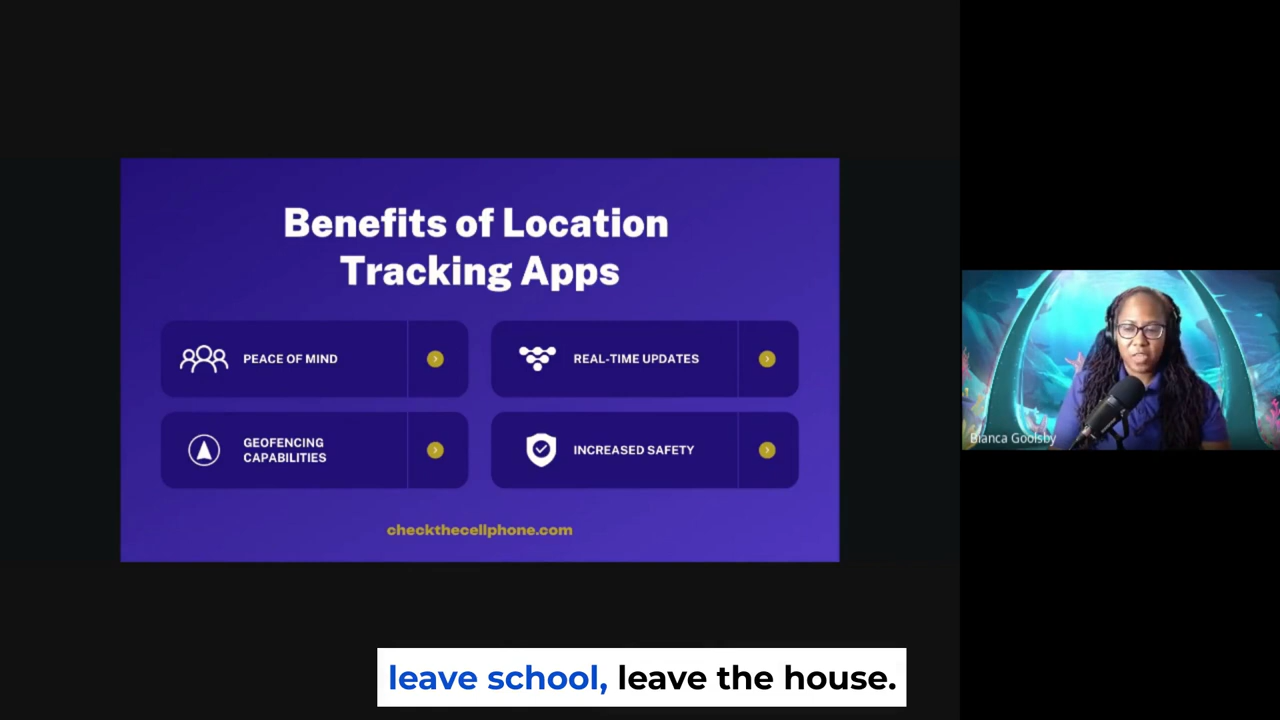 Benefits of Location
Tracking Apps
PEACE OF MIND
REAL-TIME UPDATES
GEOFENCING
CAPABILITIES
INCREASED SAFETY
checkthecellphone.com
Bianca Goolsby
leave school, leave the house.